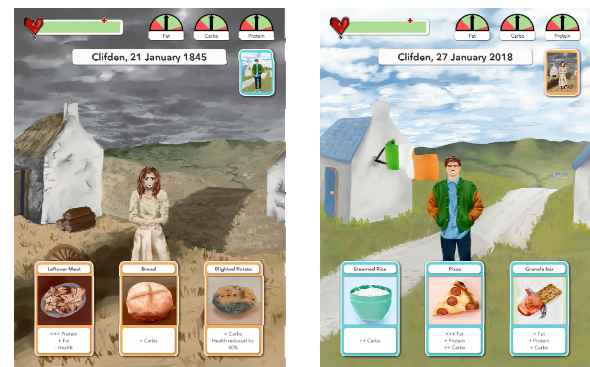 Fat
Carbs
Protein
Clifden, 21 January 1845
Leftover Meat
+++ Protein
+ Fat
- Health
Bread
+ Carbs
Blighted Potato
+ Carbs
Health reduced by
40%
Fat
Carbs
Protein
Clifden, 27 January 2018
Steamed Rice
++ Carbs
Pizza
+++ Fat
+ Protein
++ Carbs
Granola bar
+ Fat
+ Protein
+ Carbs